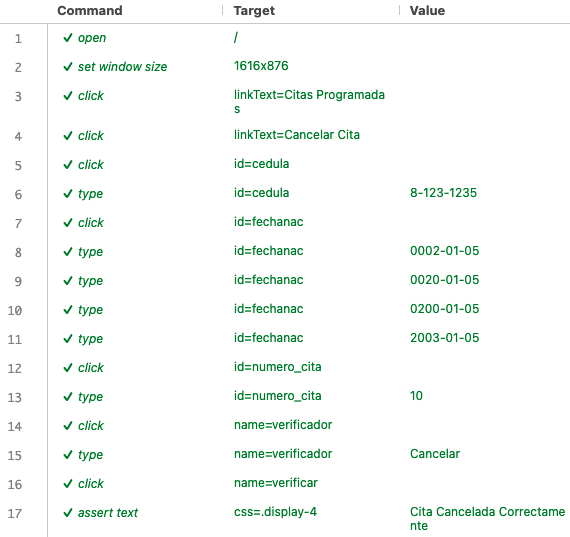 Command Target Value
1 ✓ open /
2 ✓ set window size 1616x876
3 ✓ click linkText=Citas Programada
s
4 ✓ click linkText=Cancelar Cita
5 ✓ click id=cedula
6 ✓ type id=cedula 8-123-1235
7 ✓ click id=fechanac
8 ✓ type id=fechanac 0002-01-05
9 ✓ type id=fechanac 0020-01-05
10 ✓ type id=fechanac 0200-01-05
11 ✓ type id=fechanac 2003-01-05
12 ✓ click id=numero_cita
13 ✓ type id=numero_cita 10
14 ✓ click name=verificador
15 ✓ type name=verificador Cancelar
16 ✓ click name=verificar
17 ✓ assert text css=.display-4 Cita Cancelada Correctame
nte